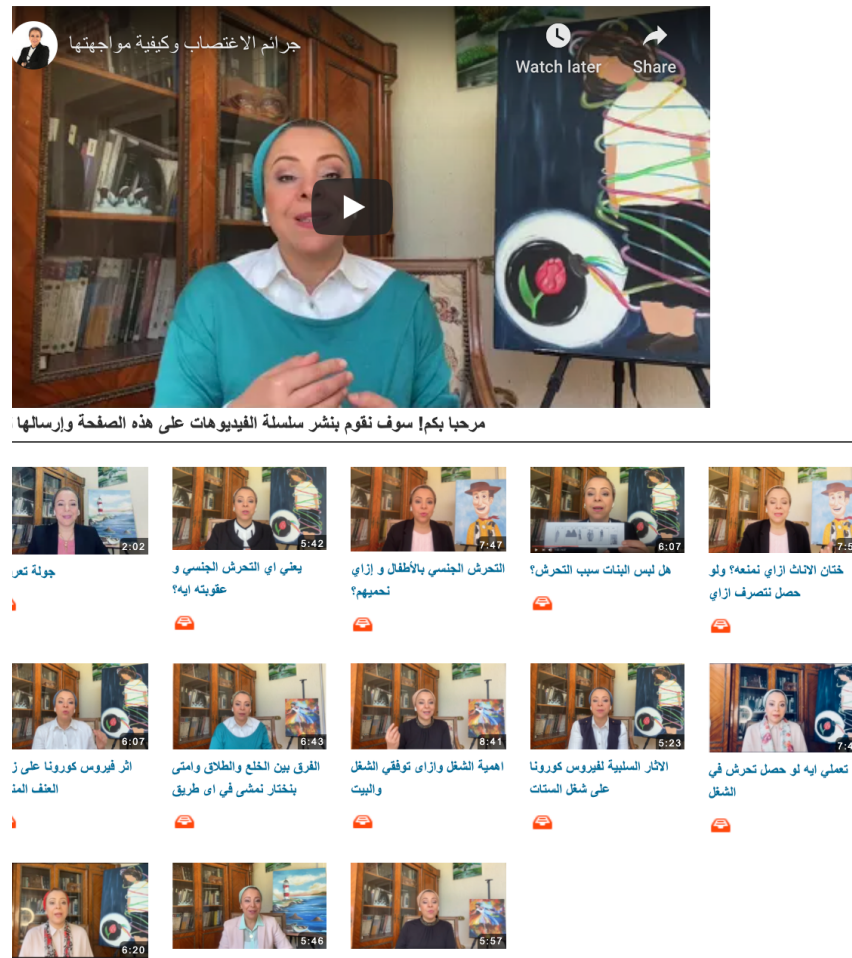 جرائم الاغتصاب وكيفية مواجهتها
Watch later
Share
مرحبا بكم! سوف نقوم بنشر سلسلة الفيديوهات على هذه الصفحة وإرسالها
2:02
5:42
7:47
6:07
7:5
جولة
يعني اي التحرش الجنسي و
عقوبته ايه؟
التحرش الجنسي بالأطفال و إزاي
نحميهم؟
هل لبس البنات سبب التحرش؟
ختان الاناث ازاي نمنعه؟ ولو
حصل نتصرف ازاي
6:07
6:43
8:41
5:23
7:4
اثر فيروس كورونا على
العنف
الفرق بين الخلع والطلاق وامتى
بنختار نمشى في اى طريق
اهمية الشغل وازاى توفقي الشغل
والبيت
الاثار السلبية لفيروس كورونا
على شغل الستات
تعملي ايه لو حصل تحرش في
الشغل
6:20
5:46
5:57